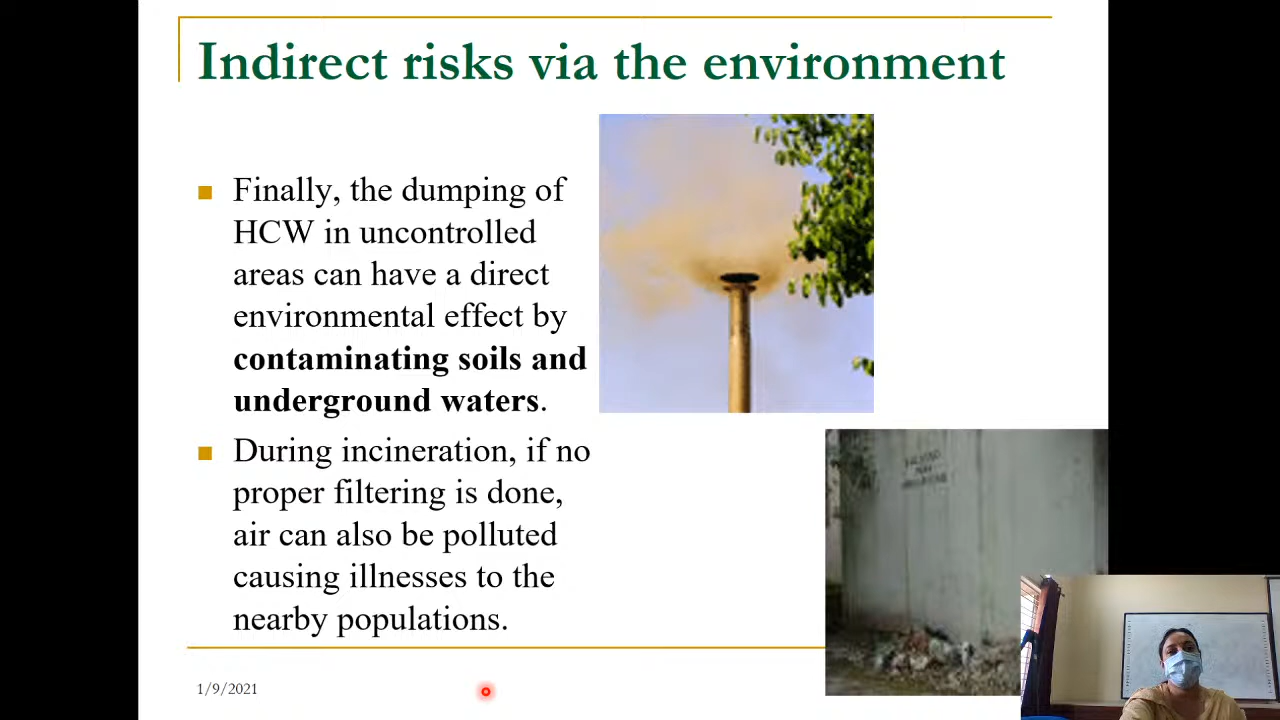 Indirect risks via the environment
Finally, the dumping of
HCW in uncontrolled
areas can have a direct
environmental effect by
contaminating soils and
underground waters.
During incineration, if no
proper filtering is done,
air can also be polluted
causing illnesses to the
nearby populations.
1/9/2021